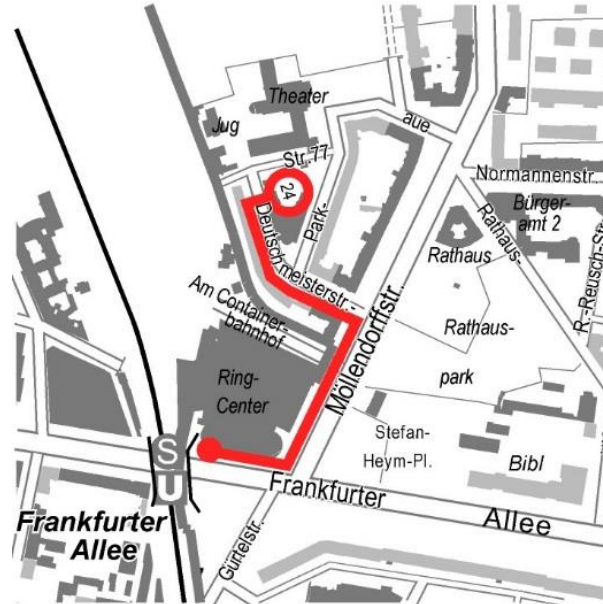 Theater
Jug
aue
Str.77
24
Normannenstr.
Bürger-
amt 2
Park-
Rathaus-
Rathaus
R.-Reusch-Str.
Deutschmeisterstr.-
Am Container-
bahnhof
Rathaus-
park
Möllendorffstr.
Ring-
Center
Stefan-
Heym-Pl.
Bibl
S
U
Frankfurter
Allee
Frankfurter
Allee
Gürtelstr.